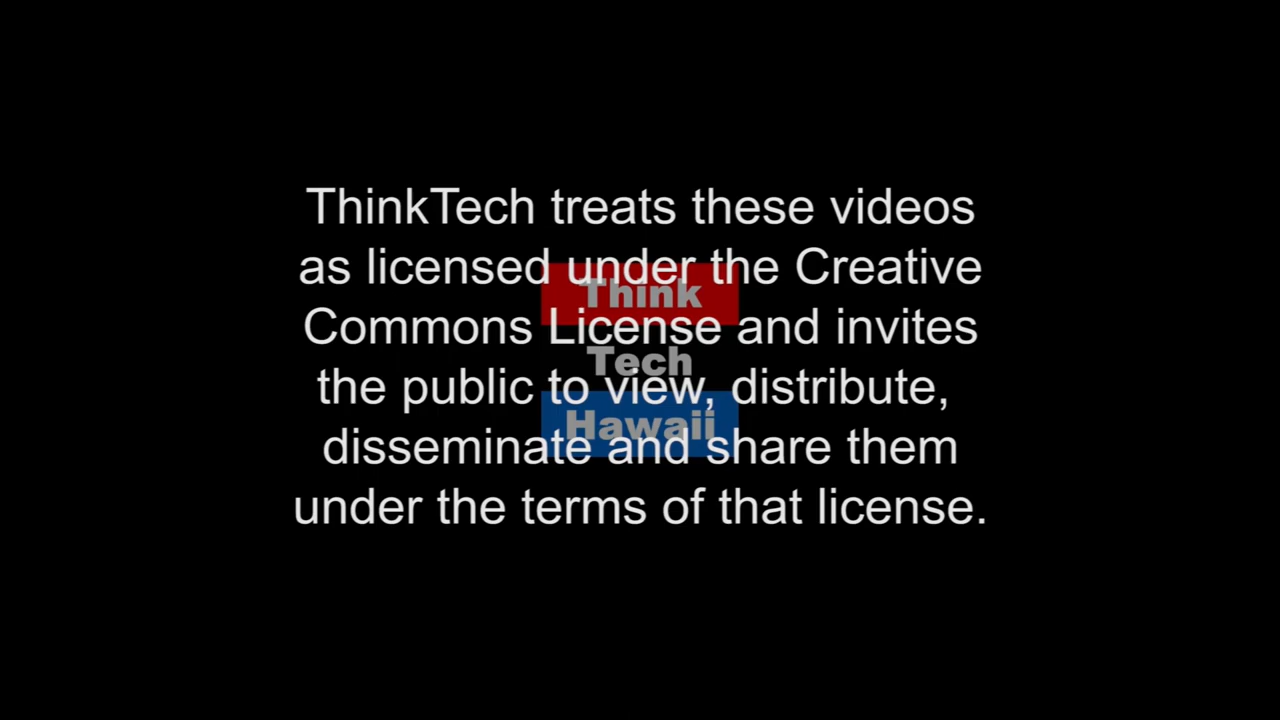 ThinkTech treats these videos
as licensed under the Creative
Think
Commons License and invites
Tech
the public to view, distribute,
Hawaii
disseminate and share them
under the terms of that license.